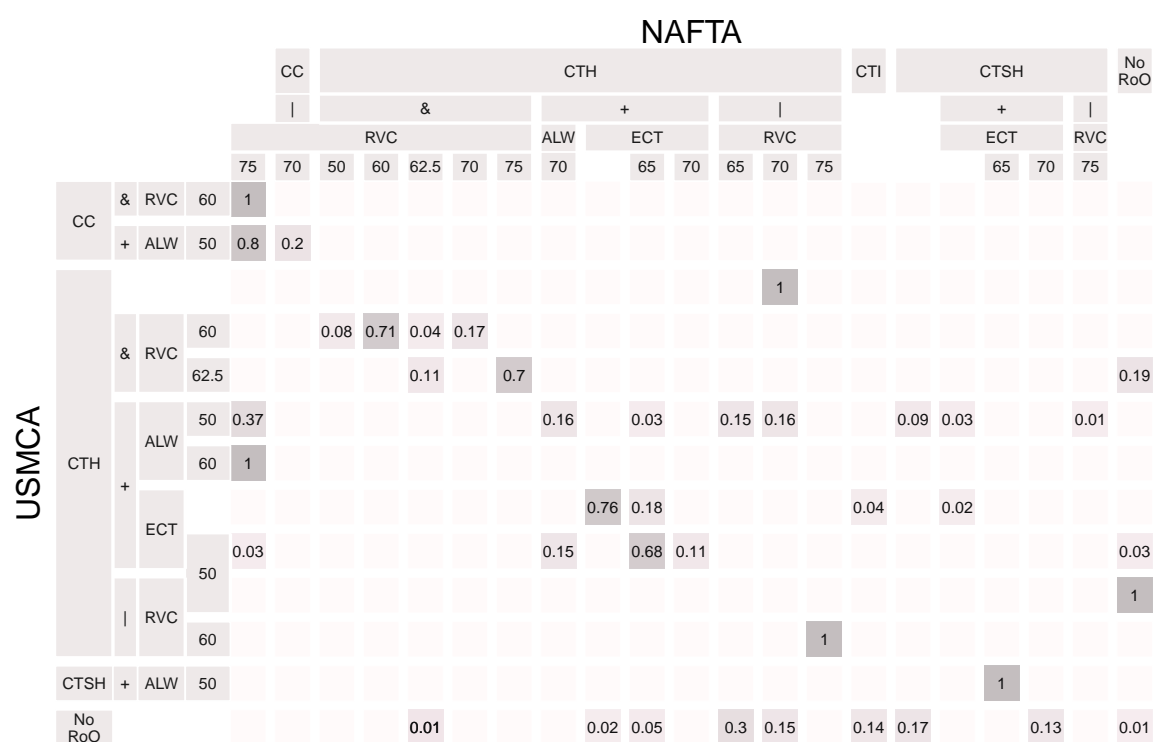 NAFTA
CC CTH CTI CTSH No RoO
| & + | + |
RVC ALW ECT RVC ECT RVC
75 70 50 60 62.5 70 75 70 65 70 65 70 75 65 70 75
USMCA
CC & RVC 60 1
+ ALW 50 0.8 0.2
CTH 1
& RVC 60 0.08 0.71 0.04 0.17
62.5 0.11 0.7 0.19
+ ALW 50 0.37 0.16 0.03 0.15 0.16 0.09 0.03 0.01
60 1
ECT 0.76 0.18 0.04 0.02
50 0.03 0.15 0.68 0.11 0.03
| RVC 1
60 1
CTSH + ALW 50 1
No RoO 0.01 0.02 0.05 0.3 0.15 0.14 0.17 0.13 0.01